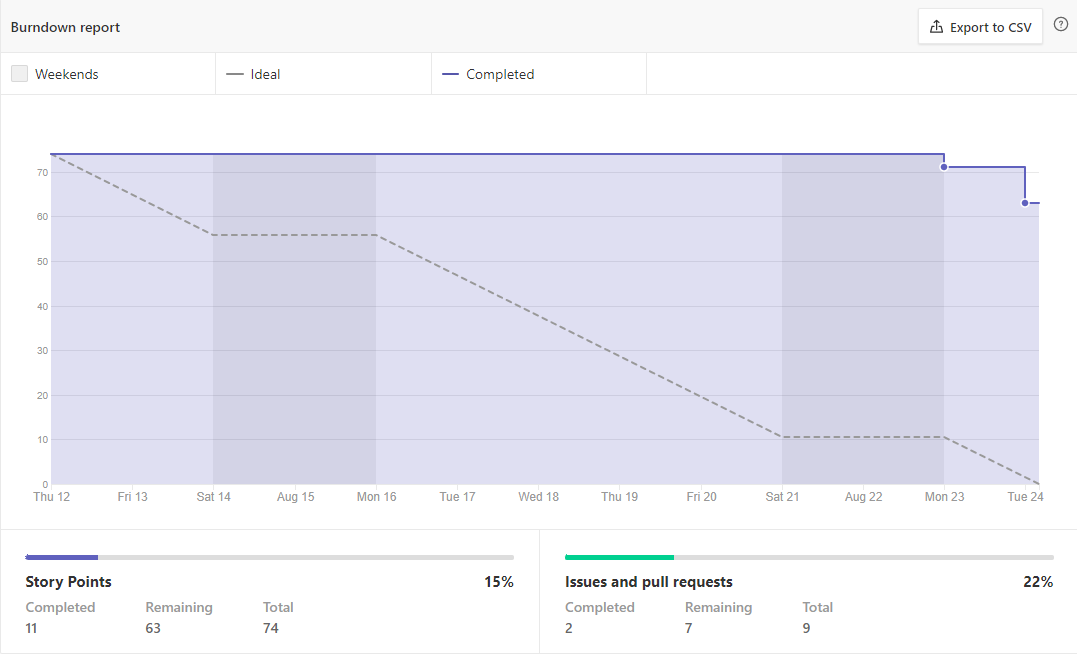 Burndown report
Export to CSV
?
Weekends
Ideal
Completed
70
60
50
40
30
20
10
0
Thu 12 Fri 13 Sat 14 Aug 15 Mon 16 Tue 17 Wed 18 Thu 19 Fri 20 Sat 21 Aug 22 Mon 23 Tue 24
Story Points 15%
Completed Remaining Total
11 63 74
Issues and pull requests 22%
Completed Remaining Total
2 7 9